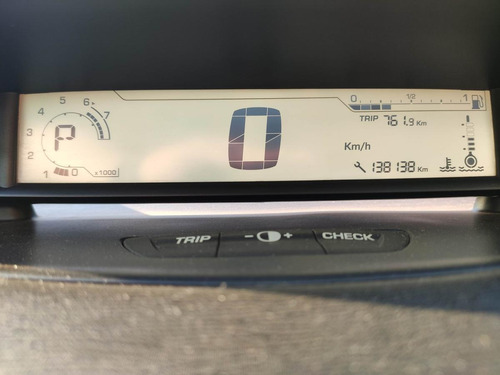 0 1/2 1
5 6 7
4
3
2
1 0 x1000
P
0
TRIP 761.9 Km
Km/h
138138 Km
TRIP - + CHECK